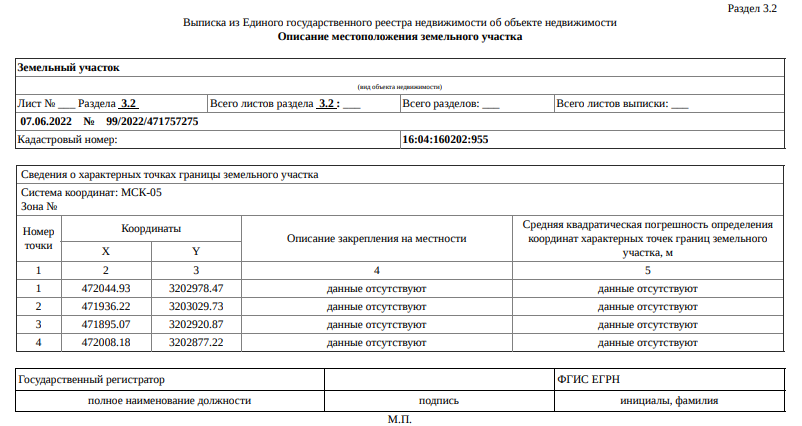 Раздел 3.2
Выписка из Единого государственного реестра недвижимости об объекте недвижимости
Описание местоположения земельного участка
Земельный участок
(вид объекта недвижимости)
Лист № ___ Раздела 3.2 Всего листов раздела 3.2 : ___ Всего разделов: ___ Всего листов выписки: ___
07.06.2022 № 99/2022/471757275
Кадастровый номер: 16:04:160202:955
Сведения о характерных точках границы земельного участка
Система координат: МСК-05
Зона №
Номер точки Координаты Описание закрепления на местности Средняя квадратическая погрешность определения координат характерных точек границ земельного участка, м
X Y
1 2 3 4 5
1 472044.93 3202978.47 данные отсутствуют данные отсутствуют
2 471936.22 3203029.73 данные отсутствуют данные отсутствуют
3 471895.07 3202920.87 данные отсутствуют данные отсутствуют
4 472008.18 3202877.22 данные отсутствуют данные отсутствуют
Государственный регистратор ФГИС ЕГРН
полное наименование должности подпись инициалы, фамилия
М.П.